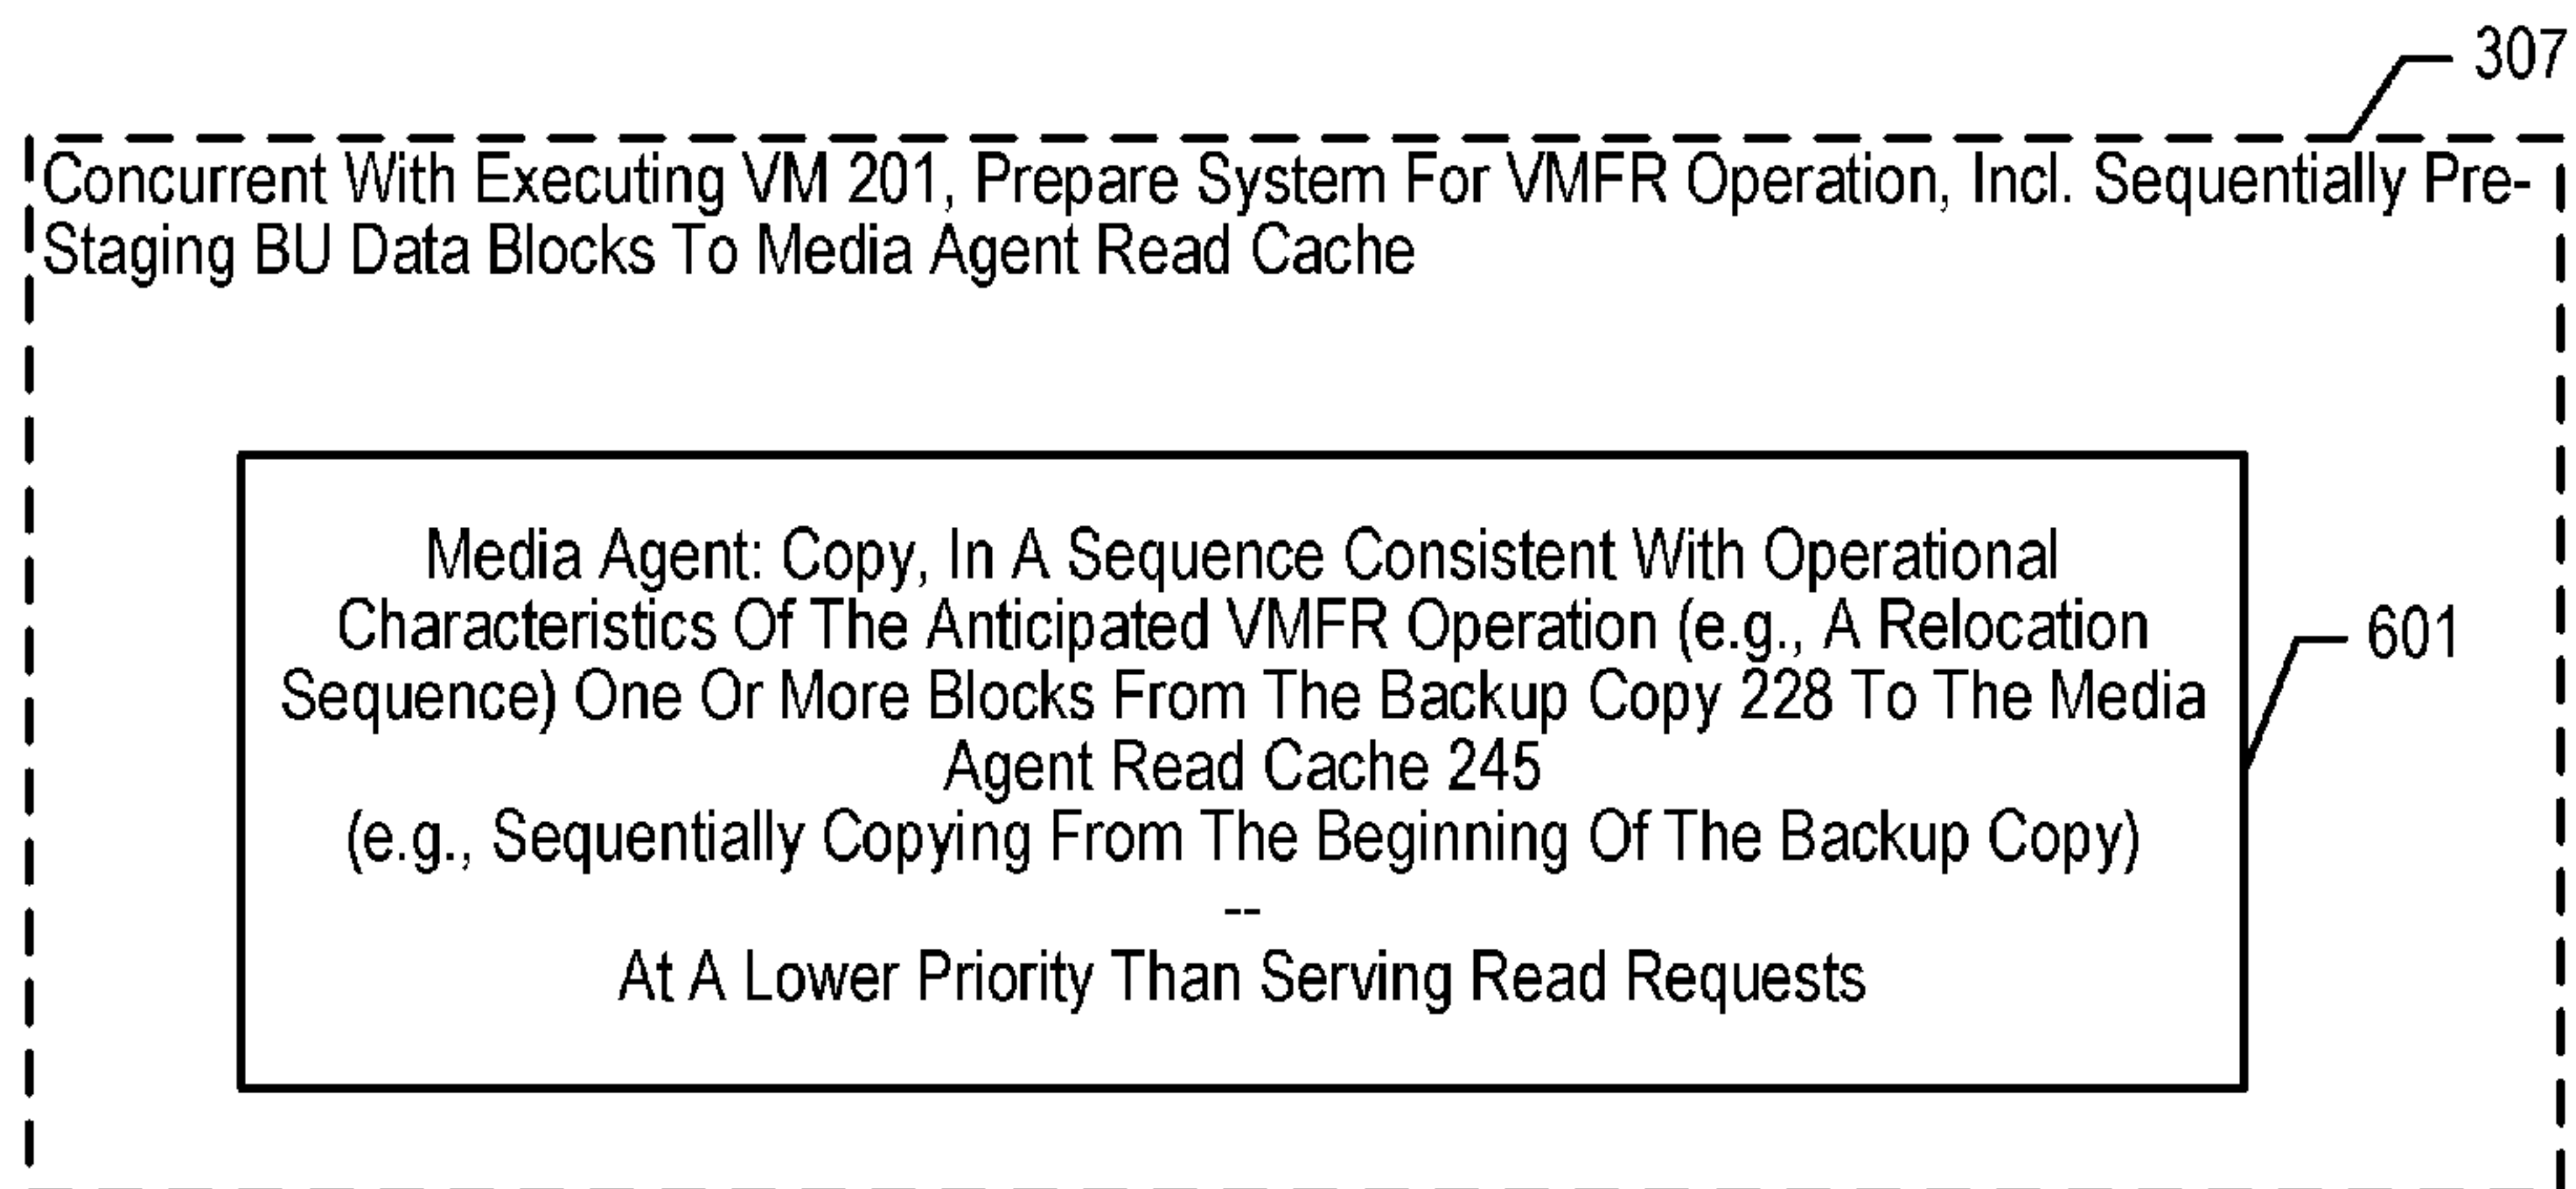 307
Concurrent With Executing VM 201, Prepare System For VMFR Operation, Incl. Sequentially Pre-
Staging BU Data Blocks To Media Agent Read Cache
Media Agent: Copy, In A Sequence Consistent With Operational
Characteristics Of The Anticipated VMFR Operation (e.g., A Relocation
Sequence) One Or More Blocks From The Backup Copy 228 To The Media
Agent Read Cache 245
(e.g., Sequentially Copying From The Beginning Of The Backup Copy)
--
At A Lower Priority Than Serving Read Requests
601